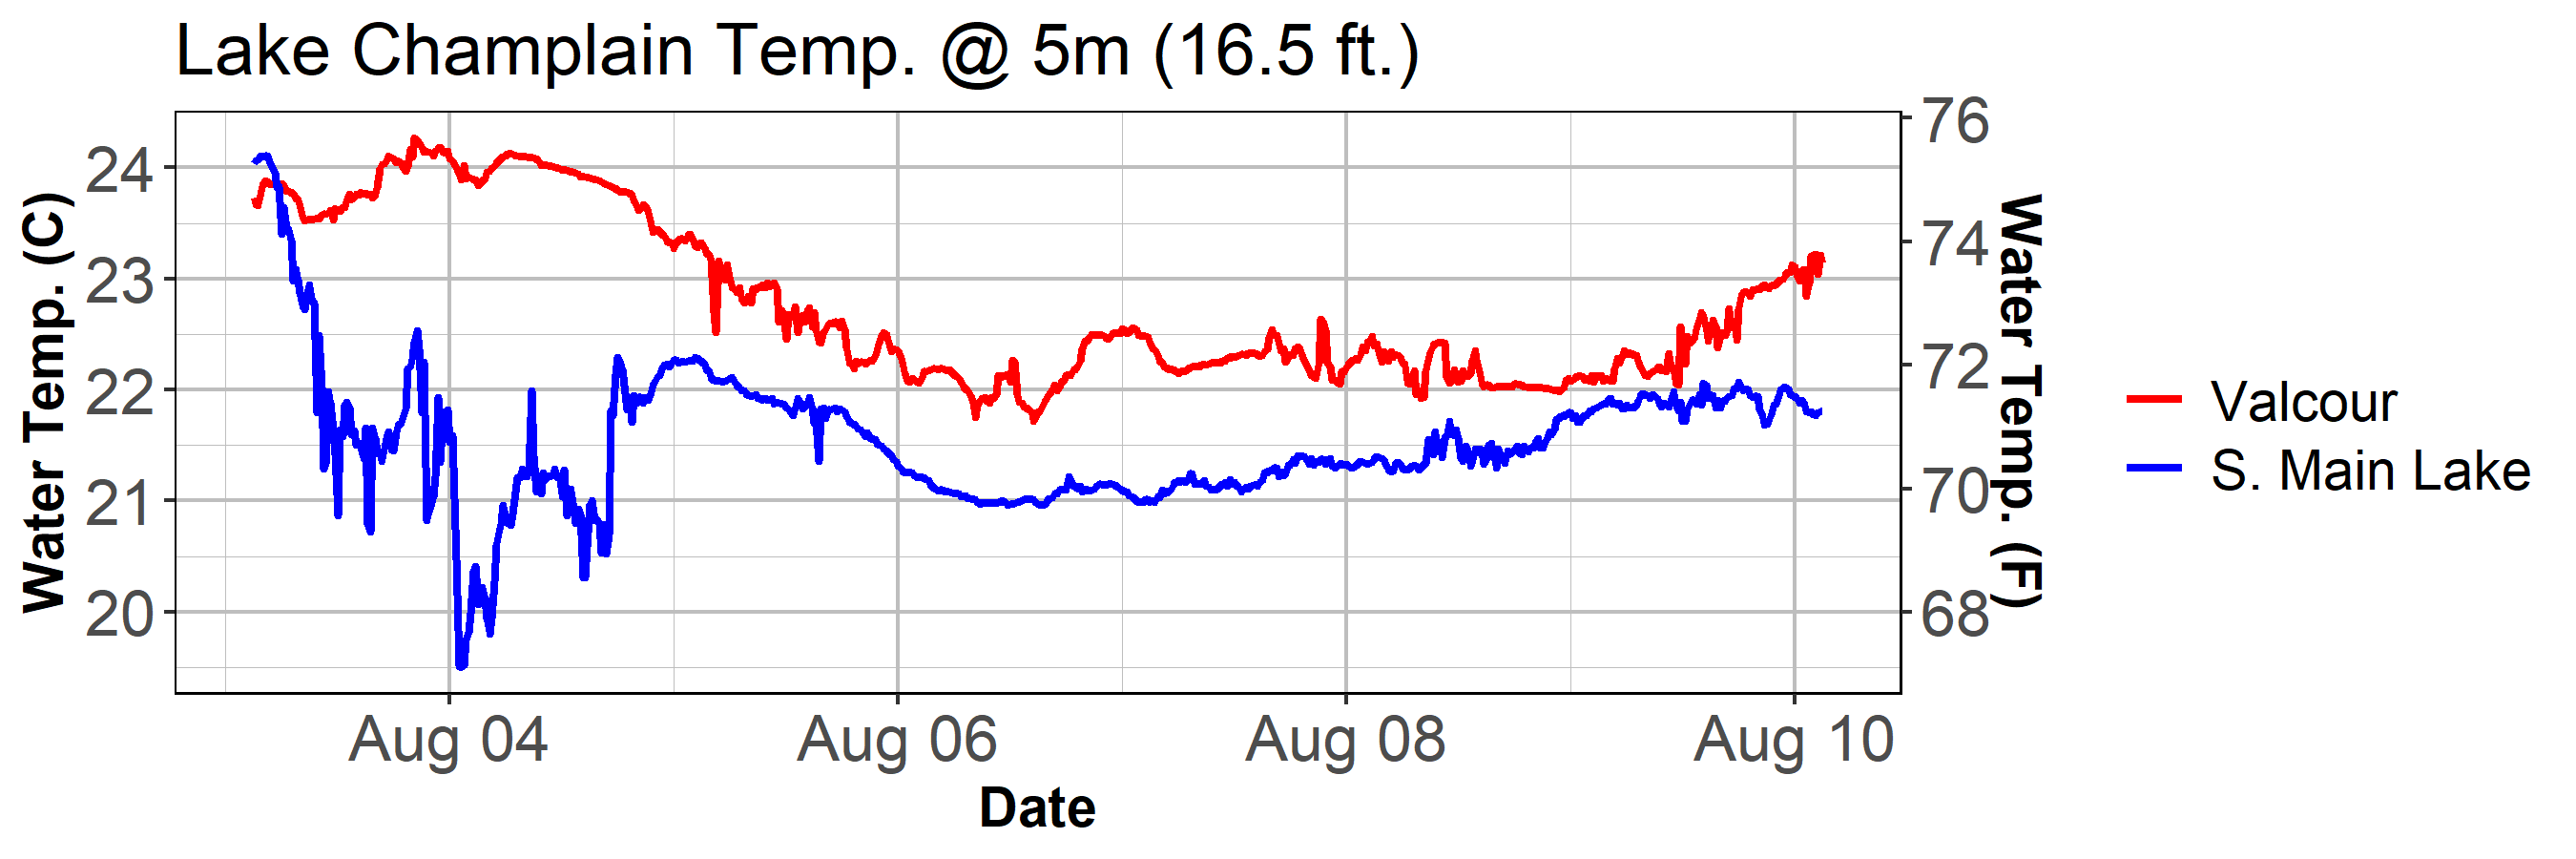 Lake Champlain Temp. @ 5m (16.5 ft.)
Water Temp. (C)
24
23
22
21
20
76
74
72
70
68
Water Temp. (F)
Aug 04
Aug 06
Aug 08
Aug 10
Date
Valcour
S. Main Lake